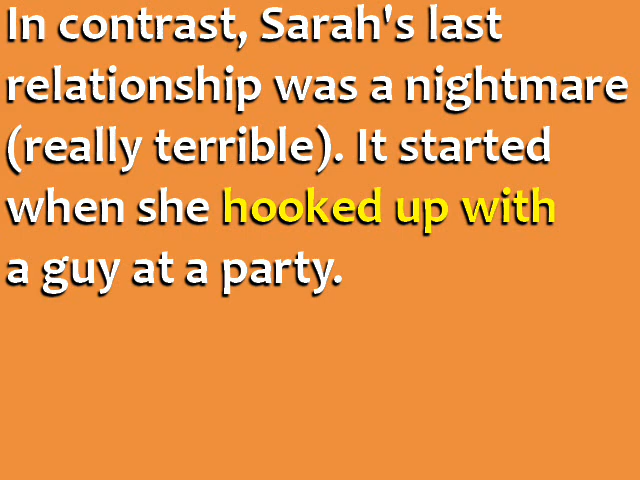 In contrast, Sarah's last
relationship was a nightmare
(really terrible). It started
when she hooked up with
a guy at a party.